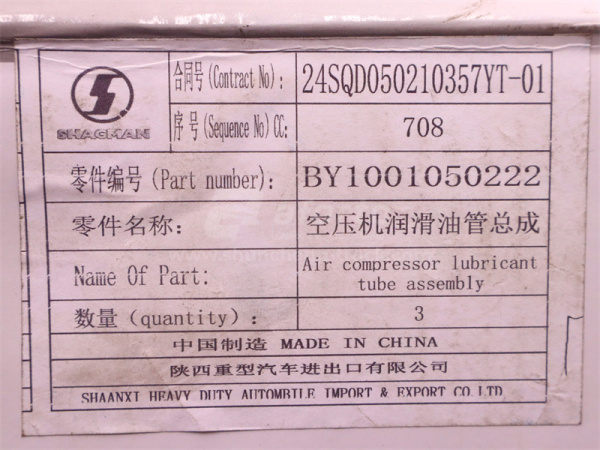 SHACMAN
合同号(Contract No): 24SQD050210357YT-01
序号(Sequence No)CC: 708
零件编号(Part number): BY1001050222
零件名称: 空压机润滑油管总成
Name Of Part: Air compressor lubricant
tube assembly
数量(quantity): 3
中国制造 MADE IN CHINA
陕西重型汽车进出口有限公司
SHAANXI HEAVY DUTY AUTOMBILE IMPORT & EXPORT CO.LTD